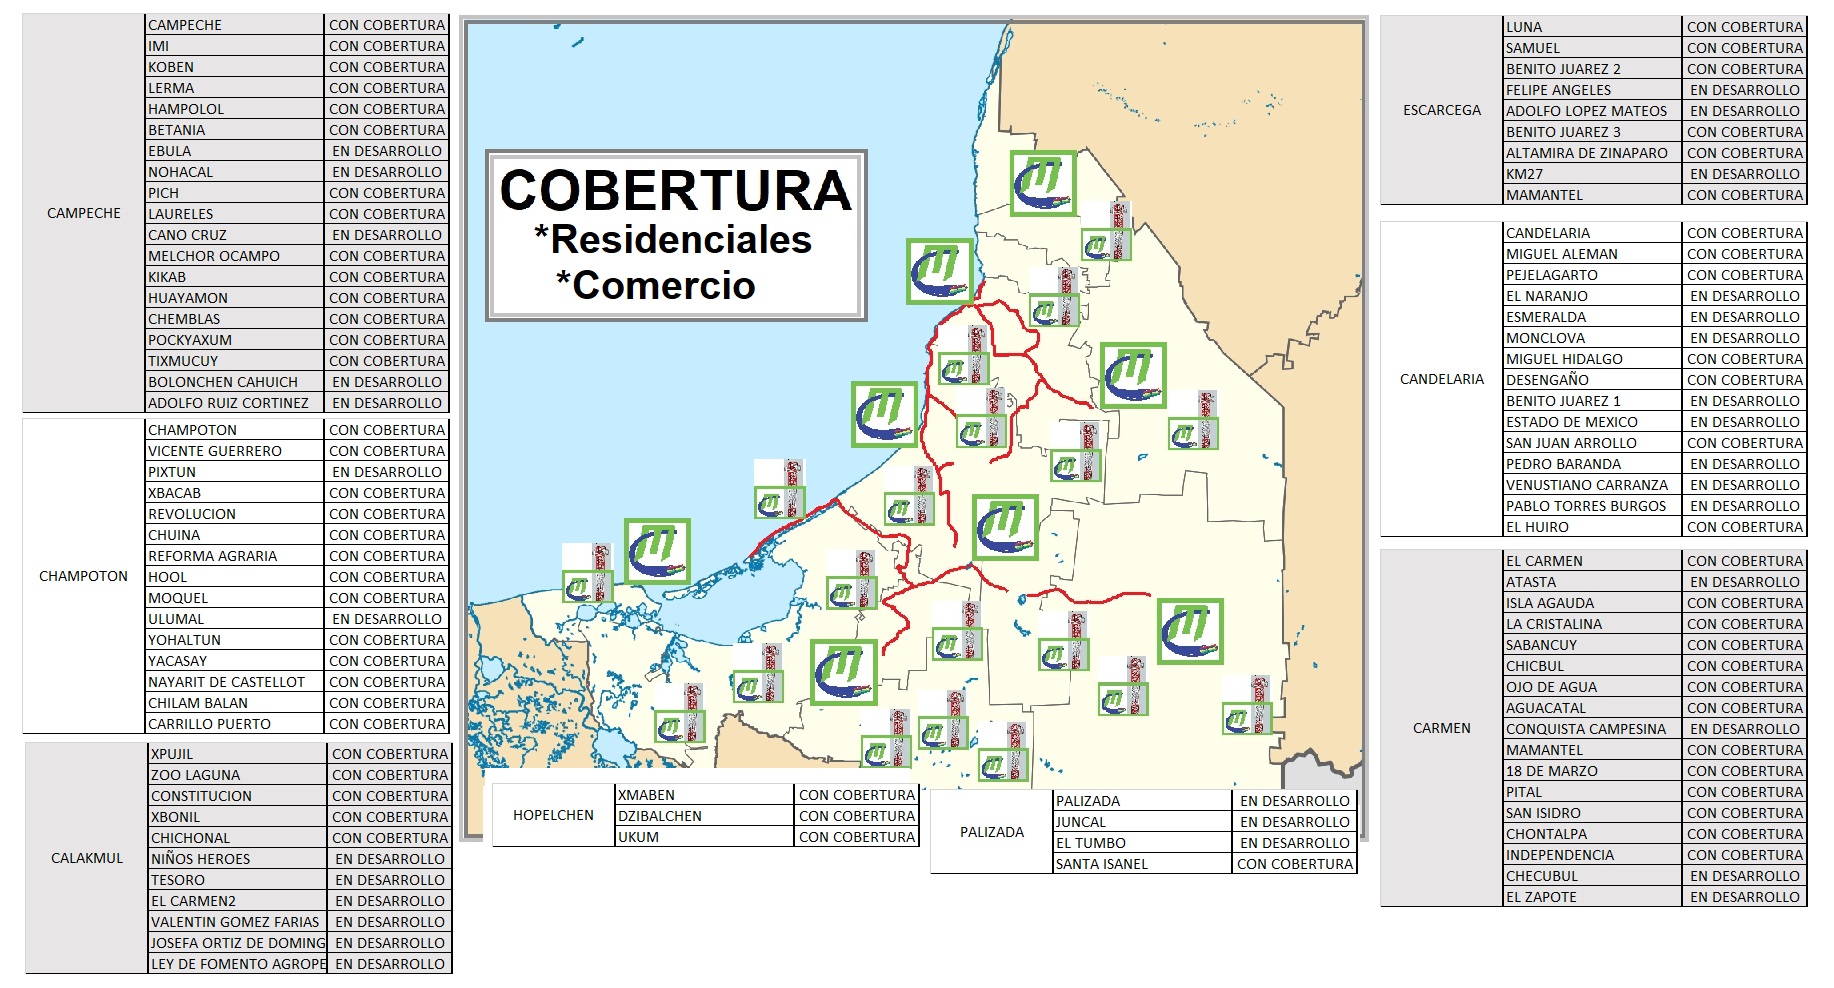 CAMPECHE
CAMPECHE CON COBERTURA
IMI CON COBERTURA
KOBEN CON COBERTURA
LERMA CON COBERTURA
HAMPOLOL CON COBERTURA
BETANIA CON COBERTURA
EBULA EN DESARROLLO
NOHACAL EN DESARROLLO
PICH CON COBERTURA
LAURELES CON COBERTURA
CANO CRUZ EN DESARROLLO
MELCHOR OCAMPO CON COBERTURA
KIKAB CON COBERTURA
HUAYAMON CON COBERTURA
CHEMBLAS CON COBERTURA
POCKYAXUM CON COBERTURA
TIXMUCUY CON COBERTURA
BOLONCHEN CAHUICH EN DESARROLLO
ADOLFO RUIZ CORTINEZ EN DESARROLLO
CHAMPOTON
CHAMPOTON CON COBERTURA
VICENTE GUERRERO CON COBERTURA
PIXTUN EN DESARROLLO
XBACAB CON COBERTURA
REVOLUCION CON COBERTURA
CHUINA CON COBERTURA
REFORMA AGRARIA CON COBERTURA
HOOL CON COBERTURA
MOQUEL CON COBERTURA
ULUMAL EN DESARROLLO
YOHALTUN CON COBERTURA
YACASAY CON COBERTURA
NAYARIT DE CASTELLOT CON COBERTURA
CHILAM BALAN CON COBERTURA
CARRILLO PUERTO CON COBERTURA
CALAKMUL
XPUJIL CON COBERTURA
ZOO LAGUNA CON COBERTURA
CONSTITUCION CON COBERTURA
XBONIL CON COBERTURA
CHICHONAL CON COBERTURA
NIÑOS HEROES EN DESARROLLO
TESORO EN DESARROLLO
EL CARMEN2 EN DESARROLLO
VALENTIN GOMEZ FARIAS EN DESARROLLO
JOSEFA ORTIZ DE DOMING EN DESARROLLO
LEY DE FOMENTO AGROPE EN DESARROLLO
COBERTURA
*Residenciales
*Comercio
HOPELCHEN
XMABEN CON COBERTURA
DZIBALCHEN CON COBERTURA
UKUM CON COBERTURA
PALIZADA
PALIZADA EN DESARROLLO
JUNCAL EN DESARROLLO
EL TUMBO EN DESARROLLO
SANTA ISANEL CON COBERTURA
ESCARCEGA
LUNA CON COBERTURA
SAMUEL CON COBERTURA
BENITO JUAREZ 2 CON COBERTURA
FELIPE ANGELES EN DESARROLLO
ADOLFO LOPEZ MATEOS EN DESARROLLO
BENITO JUAREZ 3 CON COBERTURA
ALTAMIRA DE ZINAPARO CON COBERTURA
KM27 EN DESARROLLO
MAMANTEL CON COBERTURA
CANDELARIA
CANDELARIA CON COBERTURA
MIGUEL ALEMAN CON COBERTURA
PEJELAGARTO CON COBERTURA
EL NARANJO EN DESARROLLO
ESMERALDA EN DESARROLLO
MONCLOVA EN DESARROLLO
MIGUEL HIDALGO CON COBERTURA
DESENGAÑO CON COBERTURA
BENITO JUAREZ 1 EN DESARROLLO
ESTADO DE MEXICO EN DESARROLLO
SAN JUAN ARROLLO CON COBERTURA
PEDRO BARANDA EN DESARROLLO
VENUSTIANO CARRANZA EN DESARROLLO
PABLO TORRES BURGOS EN DESARROLLO
EL HUIRO CON COBERTURA
CARMEN
EL CARMEN CON COBERTURA
ATASTA EN DESARROLLO
ISLA AGAUDA CON COBERTURA
LA CRISTALINA CON COBERTURA
SABANCUY CON COBERTURA
CHICBUL CON COBERTURA
OJO DE AGUA CON COBERTURA
AGUACATAL CON COBERTURA
CONQUISTA CAMPESINA EN DESARROLLO
MAMANTEL CON COBERTURA
18 DE MARZO CON COBERTURA
PITAL CON COBERTURA
SAN ISIDRO CON COBERTURA
CHONTALPA CON COBERTURA
INDEPENDENCIA CON COBERTURA
CHECUBUL EN DESARROLLO
EL ZAPOTE EN DESARROLLO